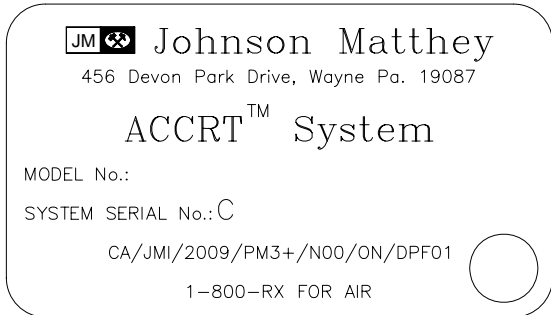 JM Johnson Matthey
456 Devon Park Drive, Wayne Pa. 19087
ACCRT™ System
MODEL No.:
SYSTEM SERIAL No.: C
CA/JMI/2009/PM3+/N00/ON/DPF01
1-800-RX FOR AIR